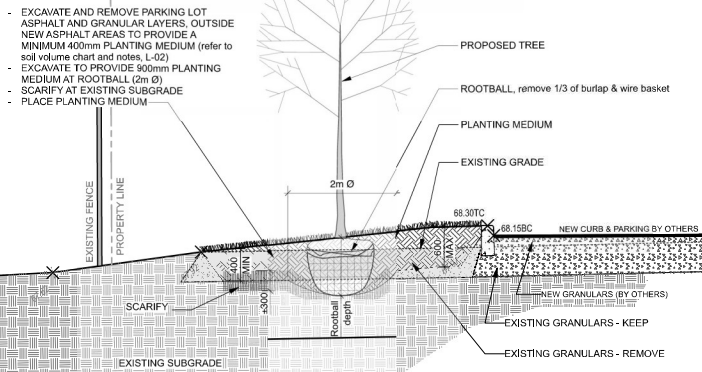 - EXCAVATE AND REMOVE PARKING LOT
ASPHALT AND GRANULAR LAYERS, OUTSIDE
NEW ASPHALT AREAS TO PROVIDE A
MINIMUM 400mm PLANTING MEDIUM (refer to
soil volume chart and notes, L-02)
- EXCAVATE TO PROVIDE 900mm PLANTING
MEDIUM AT ROOTBALL (2m Ø)
- SCARIFY AT EXISTING SUBGRADE
- PLACE PLANTING MEDIUM
PROPOSED TREE
ROOTBALL, remove 1/3 of burlap & wire basket
PLANTING MEDIUM
EXISTING GRADE
2m Ø
EXISTING FENCE
PROPERTY LINE
68.30TC
68.15BC
NEW CURB & PARKING BY OTHERS
400
MIN
600
MAX
±300
SCARIFY
Rootball
depth
NEW GRANULARS (BY OTHERS)
EXISTING GRANULARS - KEEP
EXISTING GRANULARS - REMOVE
EXISTING SUBGRADE